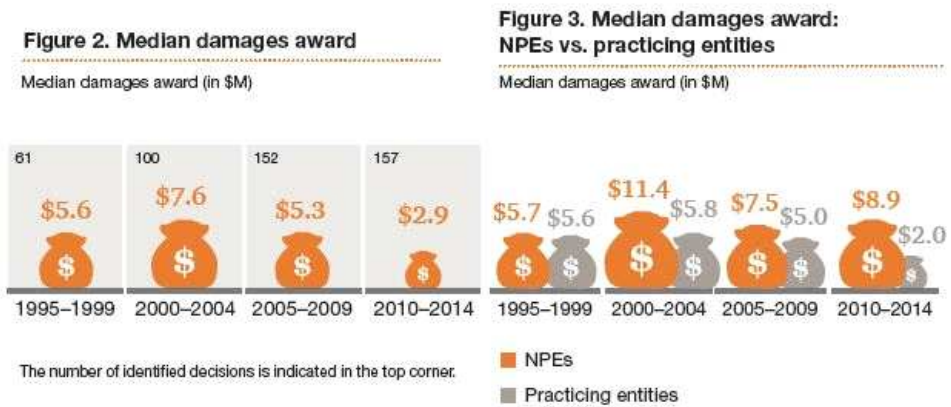 Figure 2. Median damages award
Median damages award (in $M)
61 100 152 157
$5.6 $7.6 $5.3 $2.9
$ $ $ $
1995–1999 2000–2004 2005–2009 2010–2014
The number of identified decisions is indicated in the top corner.
Figure 3. Median damages award:
NPEs vs. practicing entities
Median damages award (in $M)
$5.7 $5.6 $11.4 $5.8 $7.5 $5.0 $8.9 $2.0
$ $ $ $ $ $ $ $
1995–1999 2000–2004 2005–2009 2010–2014
NPEs
Practicing entities